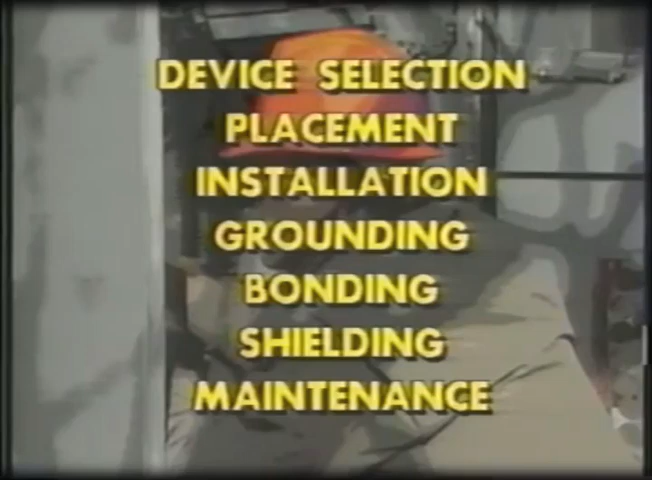 DEVICE SELECTION
PLACEMENT
INSTALLATION
GROUNDING
BONDING
SHIELDING
MAINTENANCE